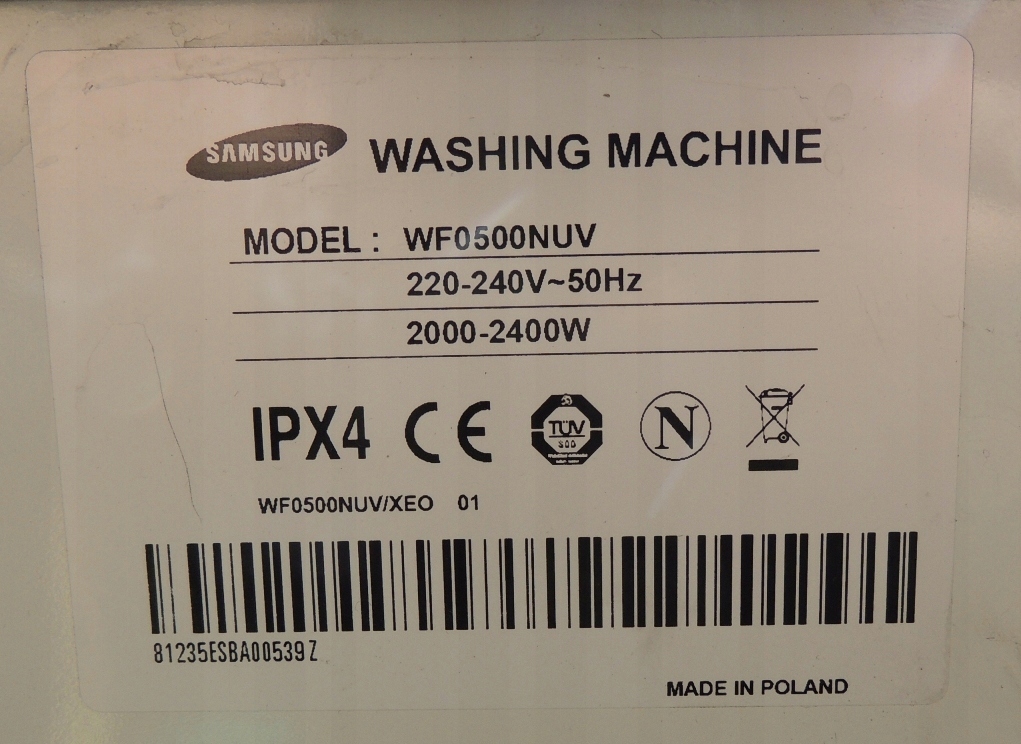 SAMSUNG WASHING MACHINE
MODEL : WF0500NUV
220-240V~50Hz
2000-2400W
IPX4 CE TÜV N
WF0500NUV/XEO 01
81235ESBA00539Z
MADE IN POLAND